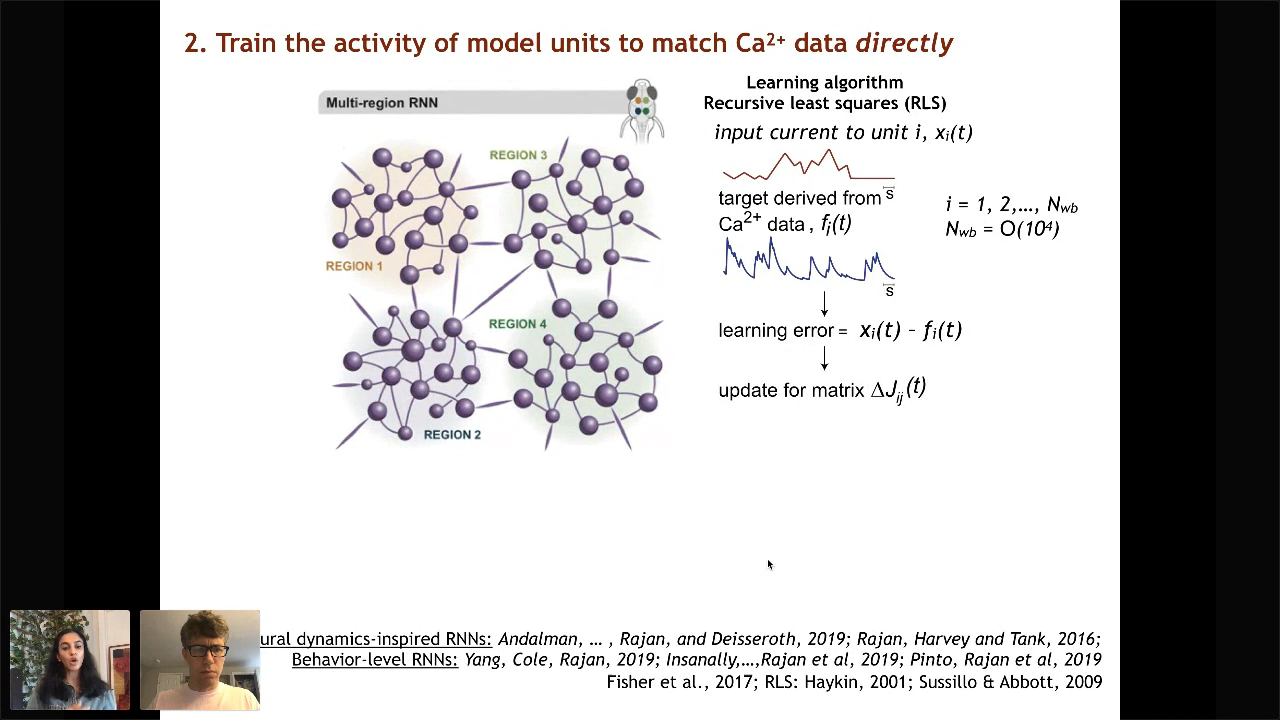 2. Train the activity of model units to match Ca²⁺ data directly
Multi-region RNN
REGION 3
REGION 1
REGION 4
REGION 2
Learning algorithm
Recursive least squares (RLS)
input current to unit i, xᵢ(t)
s
target derived from
Ca²⁺ data , fᵢ(t)
s
i = 1, 2,…, N_wb
N_wb = O(10⁴)
learning error = xᵢ(t) - fᵢ(t)
update for matrix ΔJᵢⱼ(t)
dynamics-inspired RNNs: Andalman, … , Rajan, and Deisseroth, 2019; Rajan, Harvey and Tank, 2016;
Behavior-level RNNs: Yang, Cole, Rajan, 2019; Insanally,…,Rajan et al, 2019; Pinto, Rajan et al, 2019
Fisher et al., 2017; RLS: Haykin, 2001; Sussillo & Abbott, 2009